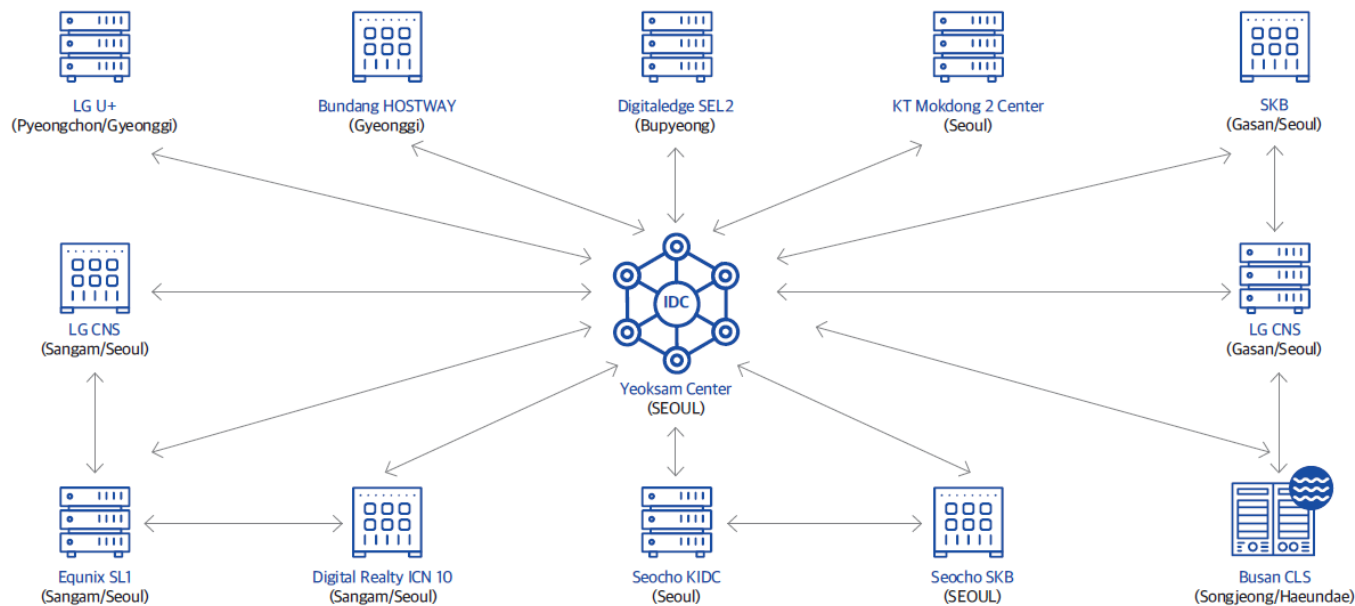 LG U+
(Pyeongchon/Gyeonggi)
Bundang HOSTWAY
(Gyeonggi)
Digitaledge SEL2
(Bupyeong)
KT Mokdong 2 Center
(Seoul)
SKB
(Gasan/Seoul)
LG CNS
(Sangam/Seoul)
IDC
Yeoksam Center
(SEOUL)
LG CNS
(Gasan/Seoul)
Equnix SL1
(Sangam/Seoul)
Digital Realty ICN 10
(Sangam/Seoul)
Seocho KIDC
(Seoul)
Seocho SKB
(SEOUL)
Busan CLS
(Songjeong/Haeundae)